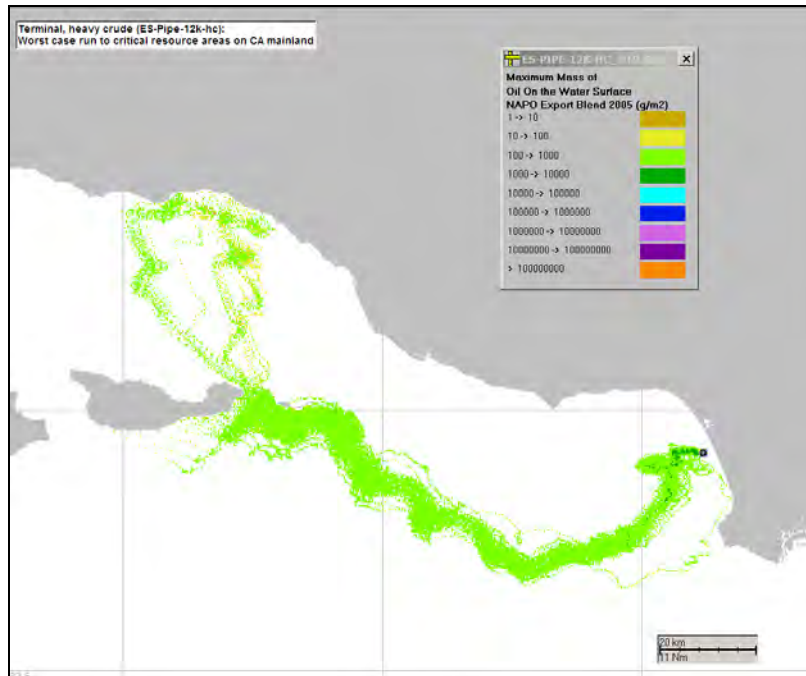 Terminal, heavy crude (ES-Pipe-12k-hc):
Worst case run to critical resource areas on CA mainland
Maximum Mass of
Oil On the Water Surface
NAPO Export Blend 2005 (g/m2)
1 -> 10
10 -> 100
100 -> 1000
1000 -> 10000
10000 -> 100000
100000 -> 1000000
1000000 -> 10000000
10000000 -> 100000000
> 100000000
20 km
11 Nm